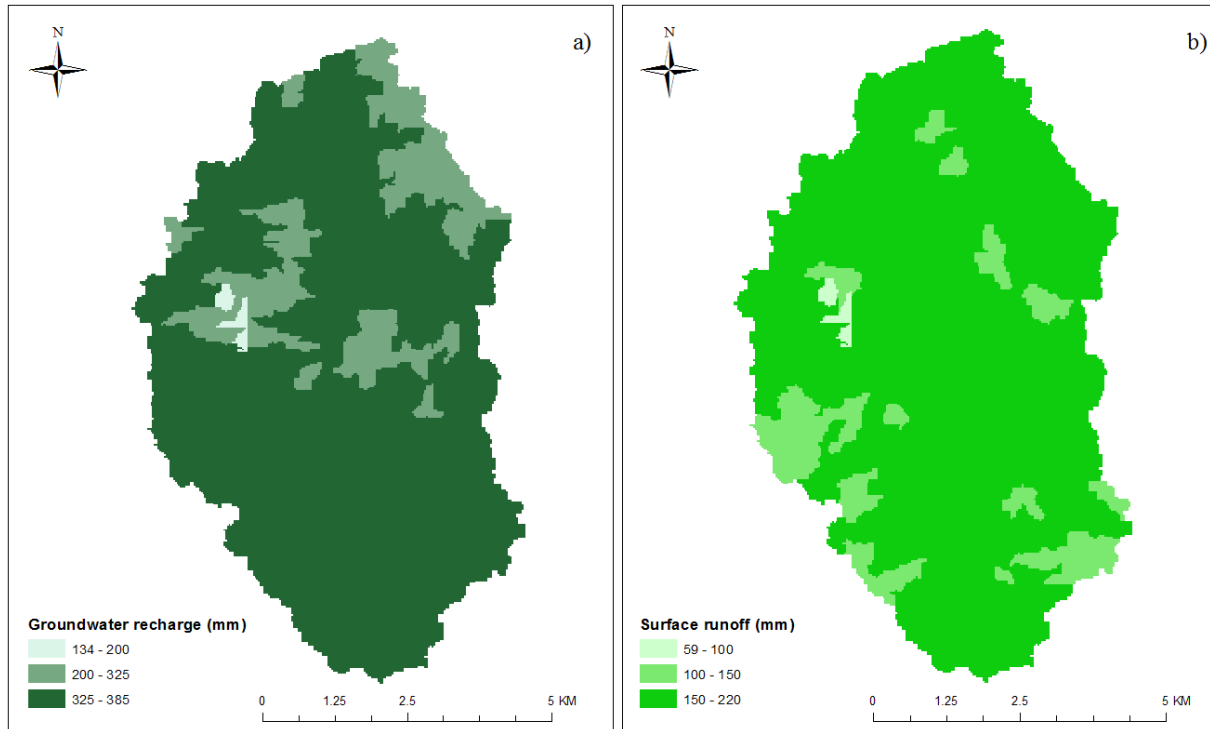 N
a)
Groundwater recharge (mm)
134 - 200
200 - 325
325 - 385
0 1.25 2.5 5 KM
N
b)
Surface runoff (mm)
59 - 100
100 - 150
150 - 220
0 1.25 2.5 5 KM